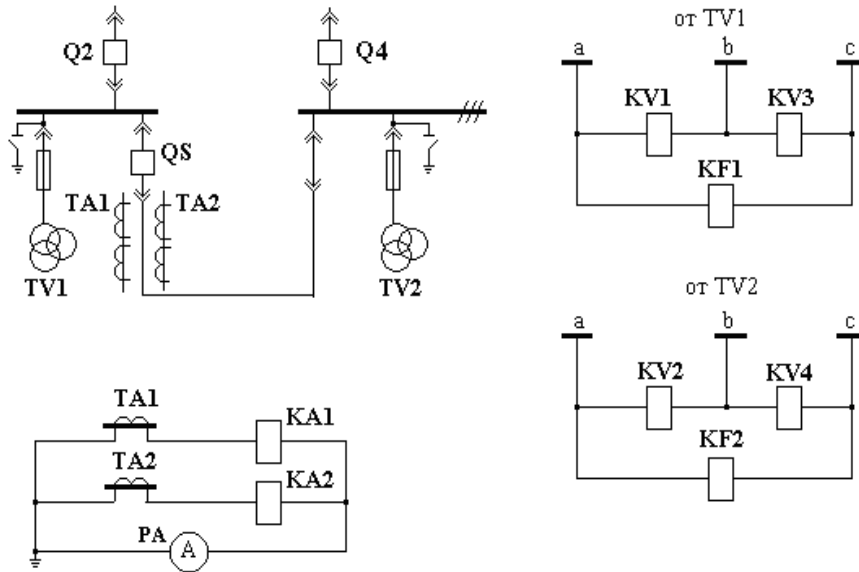 Q2
Q4
QS
TA1
TA2
TV1
TV2
TA1
KA1
TA2
KA2
PA
A
от TV1
a
b
c
KV1
KV3
KF1
от TV2
a
b
c
KV2
KV4
KF2